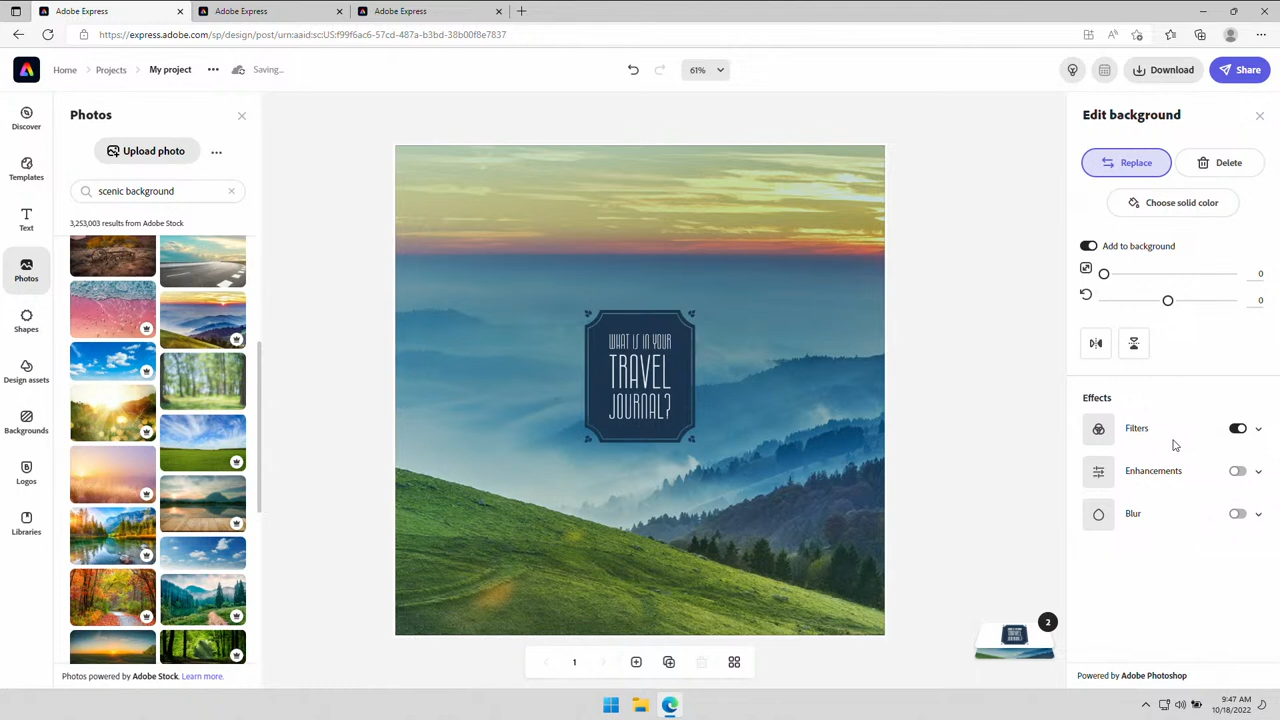 Adobe Express
Adobe Express
Adobe Express
https://express.adobe.com/sp/design/post/urn:aaid:sc:US:f99f6ac6-57cd-487a-b3bd-38b00f8e7837
Home
Projects
My project
Saving...
61%
Download
Share
Discover
Templates
Text
Photos
Shapes
Design assets
Backgrounds
Logos
Libraries
Photos
Upload photo
scenic background
3,253,003 results from Adobe Stock
Photos powered by Adobe Stock. Learn more.
WHAT IS IN YOUR
TRAVEL
JOURNAL?
1
2
Edit background
Replace
Delete
Choose solid color
Add to background
0
0
Effects
Filters
Enhancements
Blur
Powered by Adobe Photoshop
9:47 AM
10/18/2022